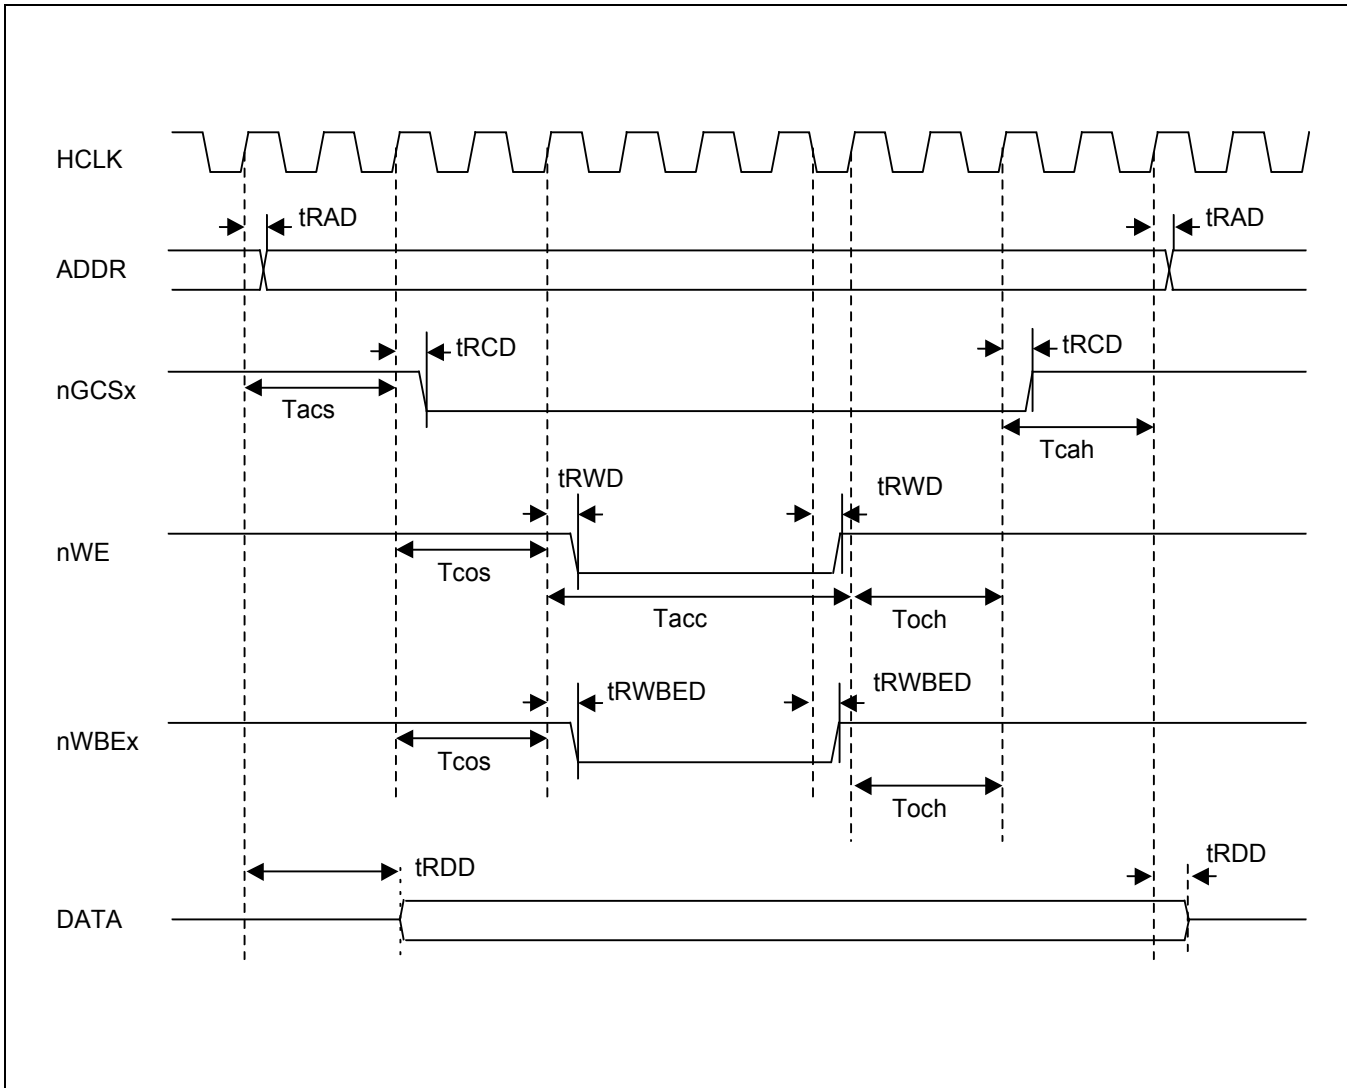 HCLK
tRAD
tRAD
ADDR
tRCD
tRCD
nGCSx
Tacs
Tcah
tRWD
tRWD
nWE
Tcos
Tacc
Toch
tRWBED
tRWBED
nWBEx
Tcos
Toch
tRDD
tRDD
DATA